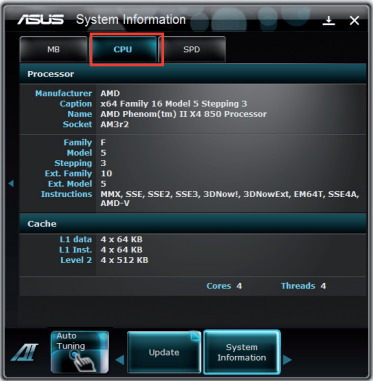 ASUS System Information
MB CPU SPD
Processor
Manufacturer AMD
Caption x64 Family 16 Model 5 Stepping 3
Name AMD Phenom(tm) II X4 850 Processor
Socket AM3r2
Family F
Model 5
Stepping 3
Ext. Family 10
Ext. Model 5
Instructions MMX, SSE, SSE2, SSE3, 3DNow!, 3DNowExt, EM64T, SSE4A,
AMD-V
Cache
L1 data 4 x 64 KB
L1 Inst. 4 x 64 KB
Level 2 4 x 512 KB
Cores 4 Threads 4
Auto
Tuning
Update
System
Information